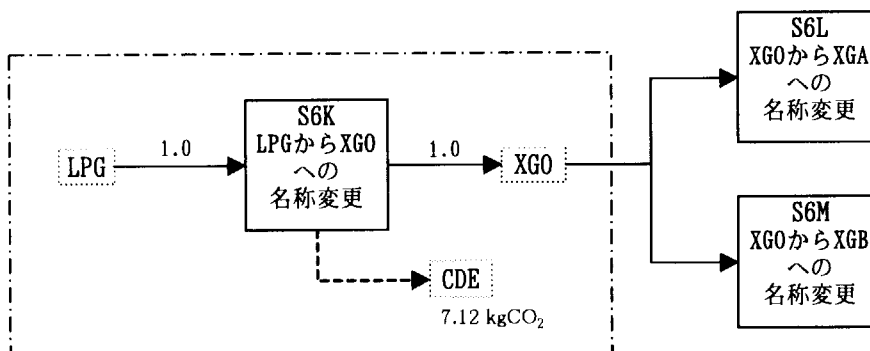 S6L
XGOからXGA
への
名称変更
S6K
LPGからXGO
への
名称変更
LPG
1.0
1.0
XGO
CDE
7.12 kgCO₂
S6M
XGOからXGB
への
名称変更